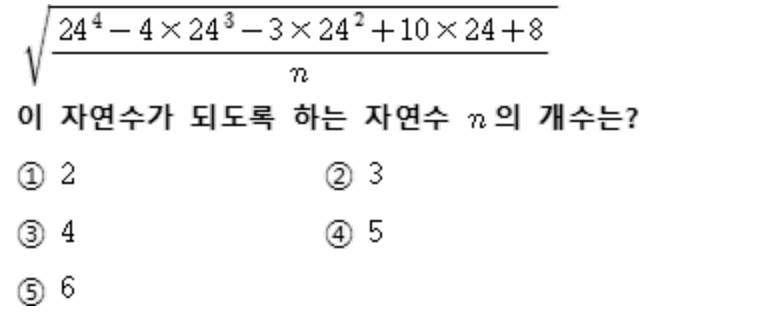 √((24⁴ − 4 × 24³ − 3 × 24² + 10 × 24 + 8) / n)
이 자연수가 되도록 하는 자연수 n의 개수는?
① 2 ② 3
③ 4 ④ 5
⑤ 6